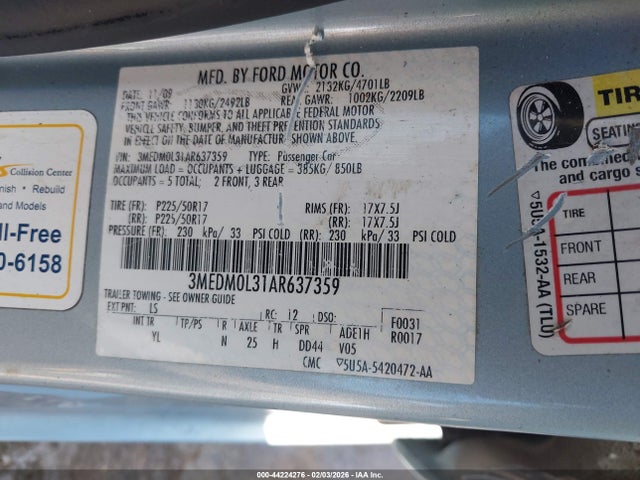 MFD. BY FORD MOTOR CO.
DATE: 11/09
GVWR: 2132KG/4701LB
FRONT GAWR: 1130KG/2492LB
REAR GAWR: 1002KG/2209LB
THIS VEHICLE CONFORMS TO ALL APPLICABLE FEDERAL MOTOR
VEHICLE SAFETY, BUMPER, AND THEFT PREVENTION STANDARDS
IN EFFECT ON THE DATE OF MANUFACTURE SHOWN ABOVE
VIN: 3MEDM0L31AR637359 TYPE: Passenger Car
MAXIMUM LOAD = OCCUPANTS + LUGGAGE = 385KG/850LB
OCCUPANTS = 5 TOTAL; 2 FRONT, 3 REAR
TIRE (FR): P225/50R17 RIMS (FR): 17X7.5J
(RR): P225/50R17 (RR): 17X7.5J
PRESSURE (FR): 230 kPa/ 33 PSI COLD (RR): 230 kPa/ 33 PSI COLD
3MEDM0L31AR637359
TRAILER TOWING - SEE OWNER GUIDE
EXT PNT: LS RC: 12 DSO: F0031
INT TR TP/PS R AXLE TR SPR ADE1H R0017
YL N 25 H DD44 V05
CMC ▽5U5A-5420472-AA
Collision Center
Rebuild
and Models
0-6158
TIR
SEATING
and cargo
TIRE
FRONT
REAR
SPARE
▽5U5A-1532-AA (TLU)
000-44224276 - 02/03/2026 - IAA Inc.